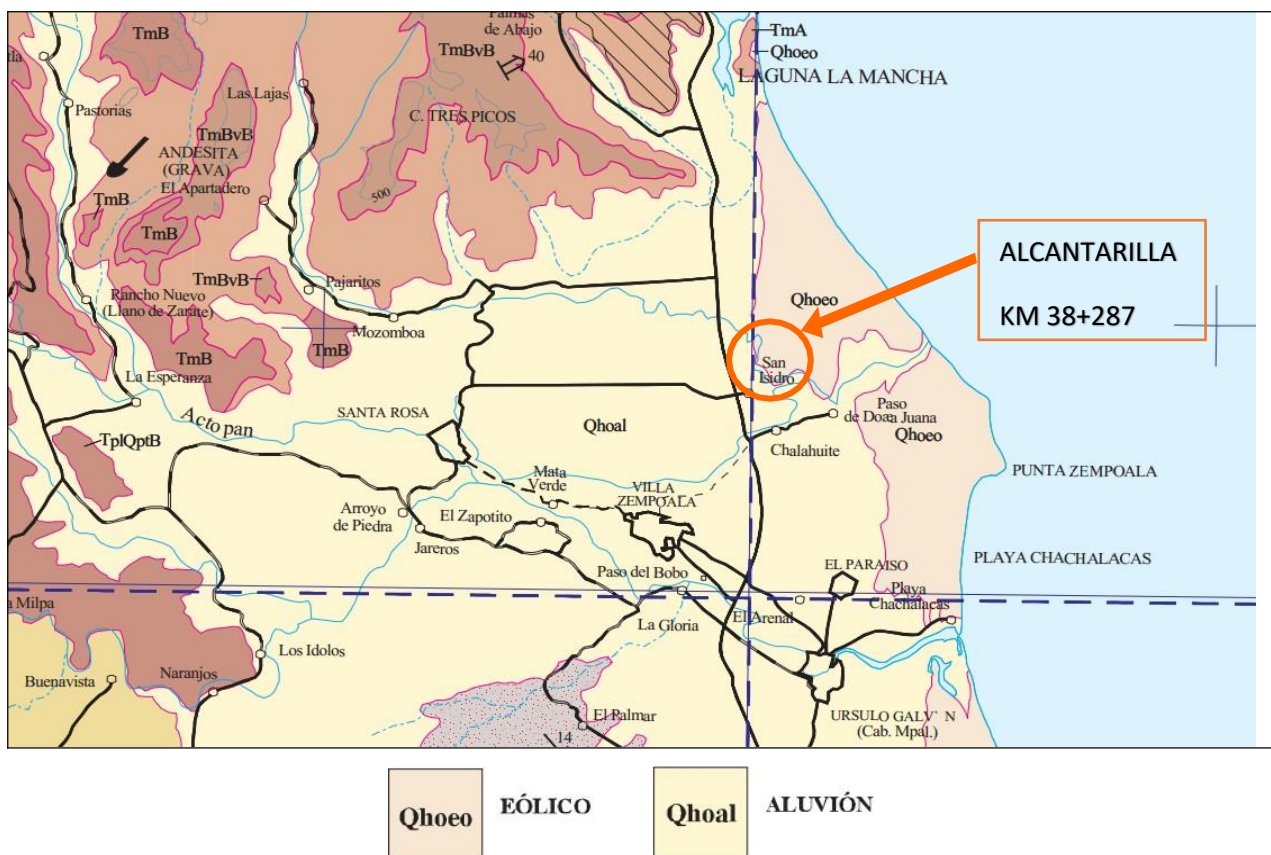 TmB
Palmas
de Abajo
TmBvB
40
TmA
Qhoeo
LAGUNA LA MANCHA
Pastorias
Las Lajas
C. TRES PICOS
TmBvB
ANDESITA
(GRAVA)
El Apartadero
500
TmB
TmB
ALCANTARILLA
KM 38+287
TmBvB
Pajaritos
Rancho Nuevo
(Llano de Zarate)
Qhoeo
Mozomboa
TmB
TmB
La Esperanza
San
Isidro
Actopan
SANTA ROSA
Paso
de Doæa Juana
Qhoal
Qhoeo
TplQptB
Chalahuite
PUNTA ZEMPOALA
Mata
Verde
VILLA
ZEMPOALA
Arroyo
de Piedra
El Zapotito
Jareros
PLAYA CHACHALACAS
EL PARAISO
Paso del Bobo
Playa
Chachalacas
a Milpa
La Gloria
El Arenal
Los Idolos
Buenavista
Naranjos
El Palmar
14
URSULO GALV` N
(Cab. Mpal.)
Qhoeo
EÓLICO
Qhoal
ALUVIÓN